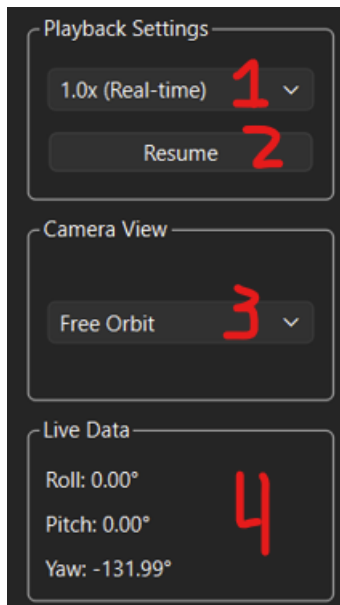 Playback Settings
1.0x (Real-time) 1
Resume 2
Camera View
Free Orbit 3
Live Data
Roll: 0.00°
Pitch: 0.00° 4
Yaw: -131.99°